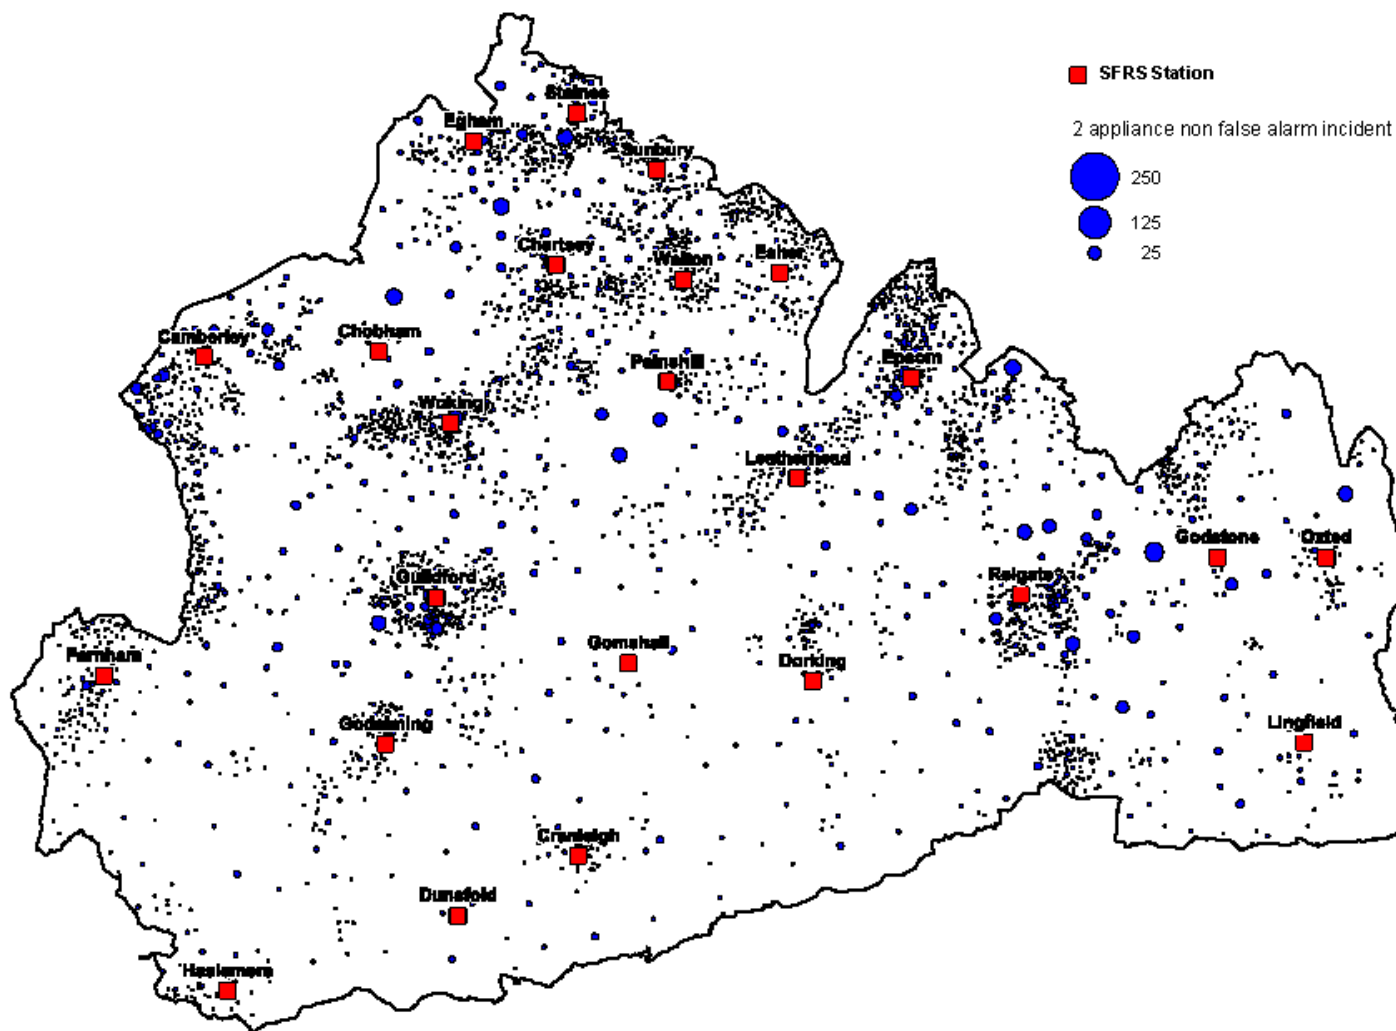 SFRS Station
2 appliance non false alarm incident
250
125
25
Staines
Egham
Sunbury
Chertsey
Walton
Esher
Camberley
Chobham
Painshill
Epsom
Woking
Leatherhead
Godstone
Oxted
Guildford
Reigate
Gomshall
Farnham
Dorking
Godalming
Lingfield
Cranleigh
Dunsfold
Haslemere